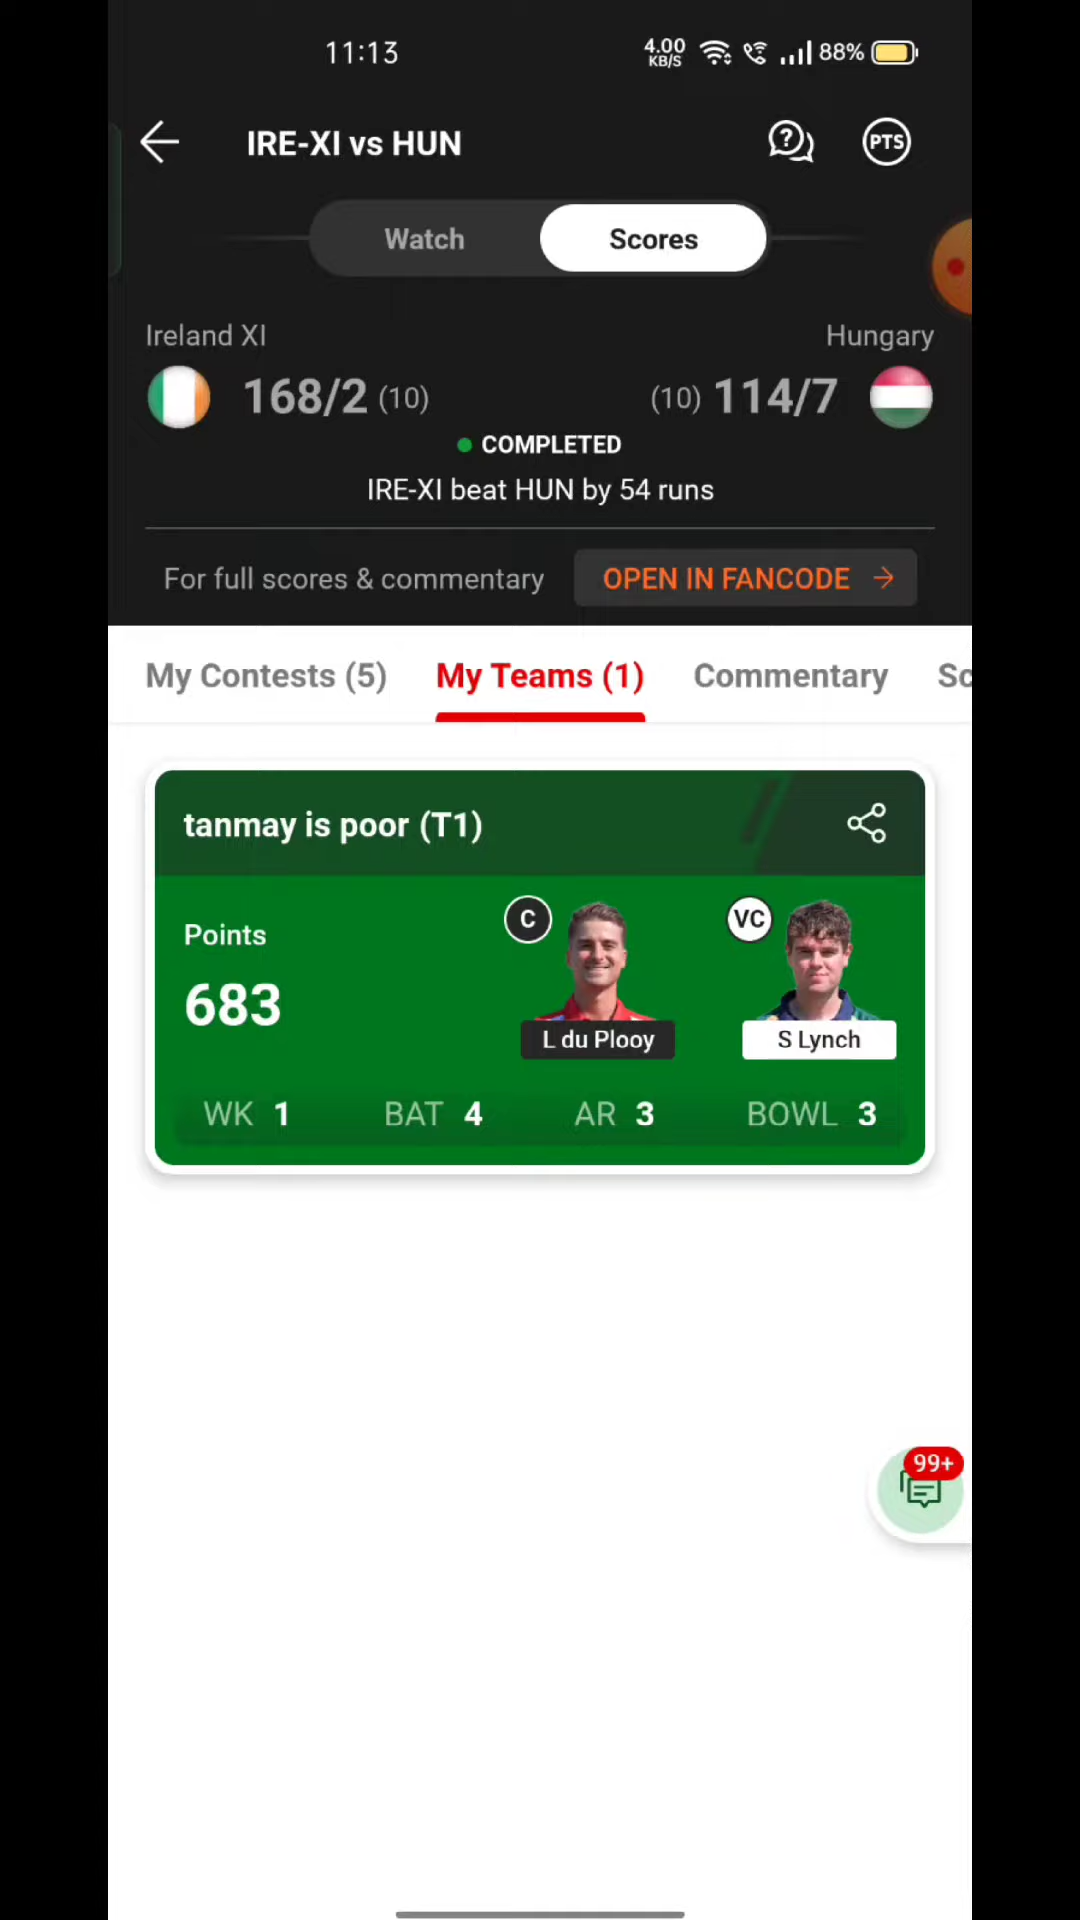 11:13 4.00 KB/S 88%
IRE-XI vs HUN PTS
Watch Scores
Ireland XI Hungary
168/2 (10) (10) 114/7
COMPLETED
IRE-XI beat HUN by 54 runs
For full scores & commentary OPEN IN FANCODE
My Contests (5) My Teams (1) Commentary Sc
tanmay is poor (T1)
C VC
Points
683
L du Plooy S Lynch
WK 1 BAT 4 AR 3 BOWL 3
99+